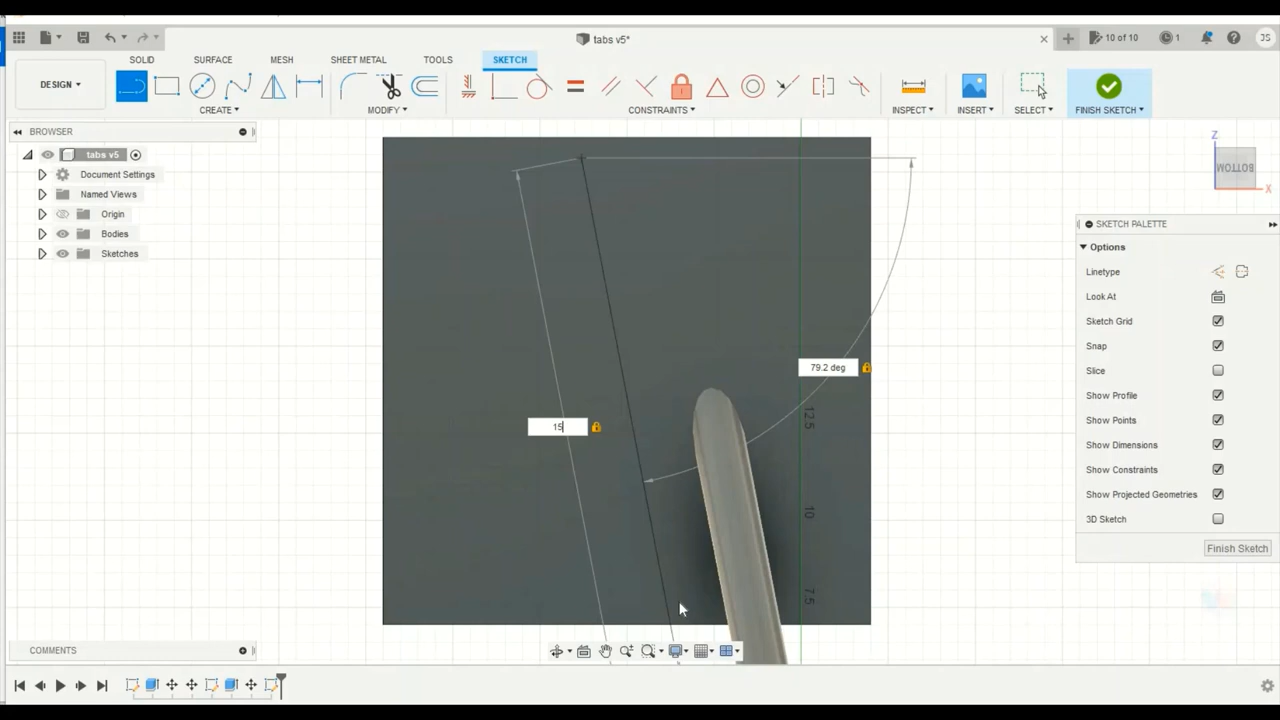 tabs v5*
10 of 10
1
JS
DESIGN
SOLID
SURFACE
MESH
SHEET METAL
TOOLS
SKETCH
CREATE
MODIFY
CONSTRAINTS
INSPECT
INSERT
SELECT
FINISH SKETCH
BROWSER
tabs v5
Document Settings
Named Views
Origin
Bodies
Sketches
Z
BOTTOM
X
SKETCH PALETTE
Options
Linetype
Look At
Sketch Grid
Snap
Slice
Show Profile
Show Points
Show Dimensions
Show Constraints
Show Projected Geometries
3D Sketch
Finish Sketch
79.2 deg
15
12.5
10
7.5
COMMENTS